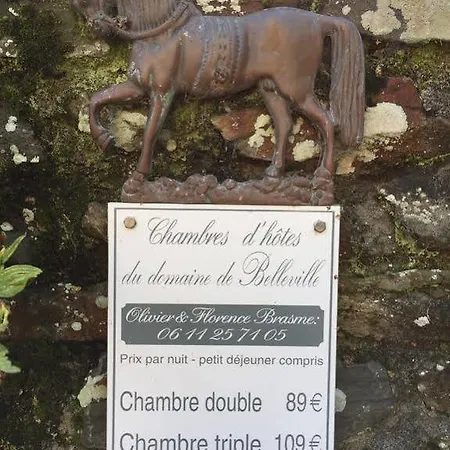 Chambres d'hôtes
du domaine de Belleville
Olivier & Florence Brasme:
06 11 25 71 05
Prix par nuit - petit déjeuner compris
Chambre double 89€
Chambre triple 109€